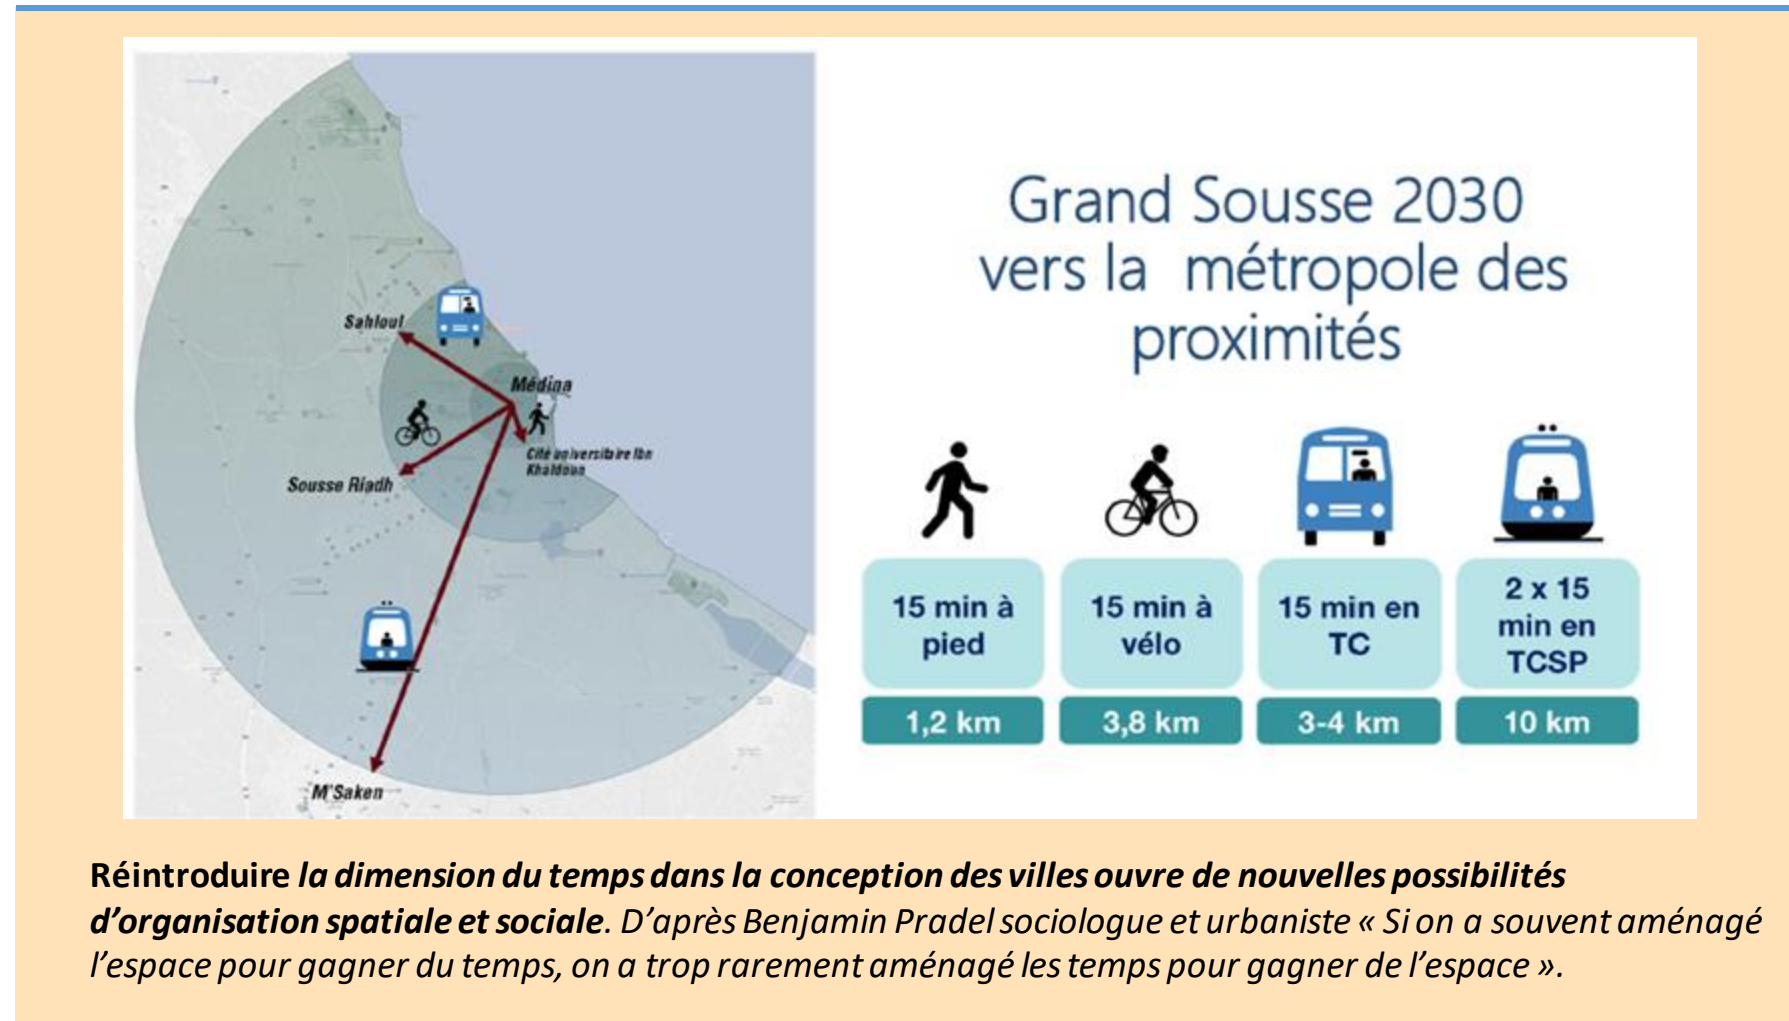 Sahloul
Médina
Cité universitaire Ibn
Khaldoun
Sousse Riadh
M'Saken
Grand Sousse 2030
vers la métropole des
proximités
15 min à
pied
15 min à
vélo
15 min en
TC
2 x 15
min en
TCSP
1,2 km
3,8 km
3-4 km
10 km
Réintroduire la dimension du temps dans la conception des villes ouvre de nouvelles possibilités
d’organisation spatiale et sociale. D’après Benjamin Pradel sociologue et urbaniste « Si on a souvent aménagé
l’espace pour gagner du temps, on a trop rarement aménagé les temps pour gagner de l’espace ».